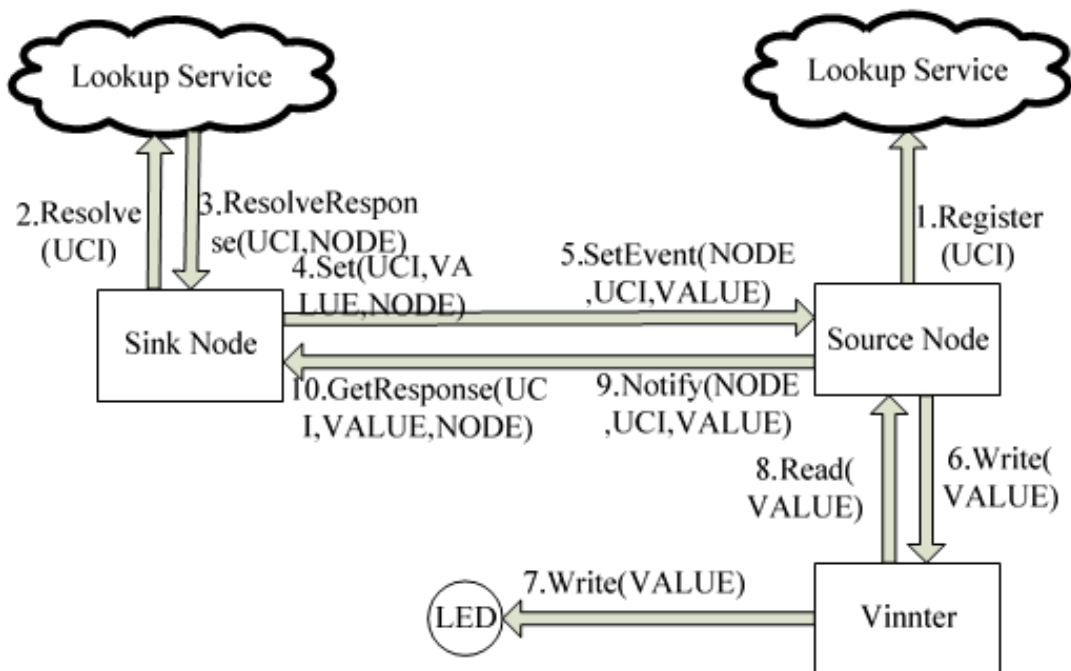 Lookup Service
Lookup Service
2.Resolve
(UCI)
3.ResolveRespon
se(UCI,NODE)
1.Register
(UCI)
4.Set(UCI,VA
LUE,NODE)
5.SetEvent(NODE
,UCI,VALUE)
Sink Node
Source Node
10.GetResponse(UC
I,VALUE,NODE)
9.Notify(NODE
,UCI,VALUE)
8.Read(
VALUE)
6.Write(
VALUE)
7.Write(VALUE)
LED
Vinnter